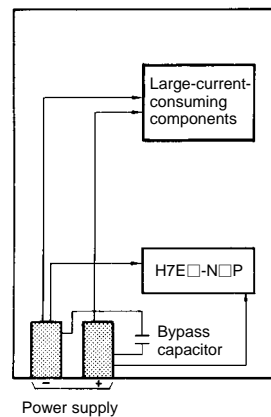 Large-current-
consuming
components
H7E□-N□P
Bypass
capacitor
− +
Power supply